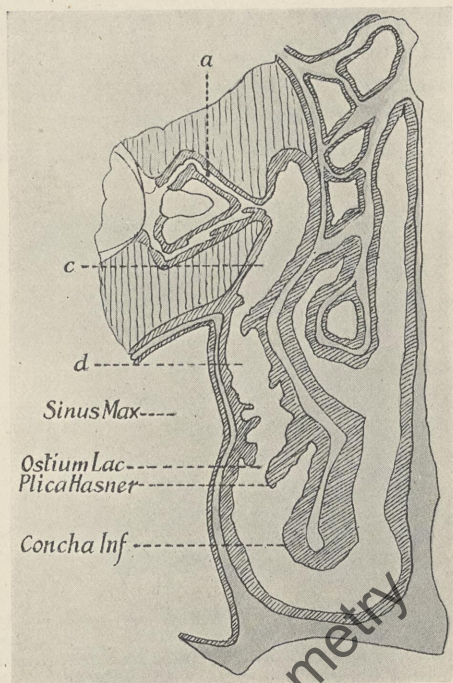 a
c
d
Sinus Max
Ostium Lac
Plica Hasner
Concha Inf
metry